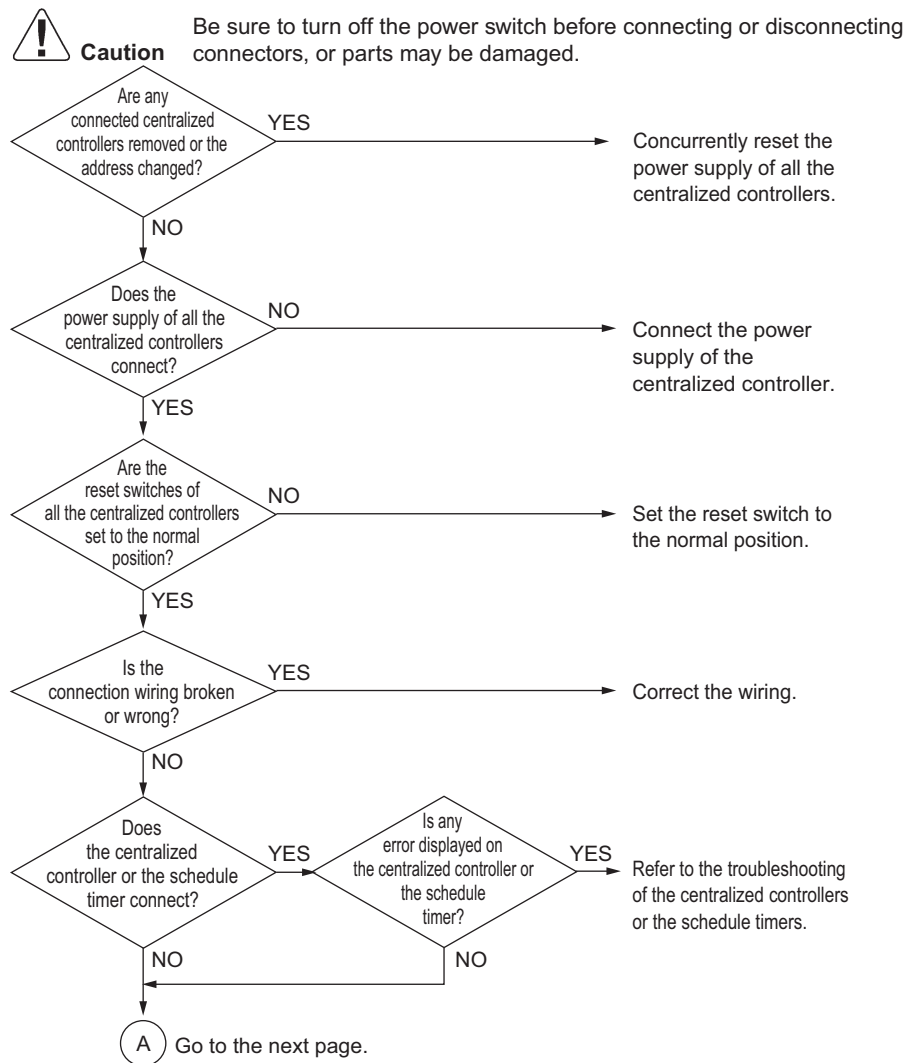 Be sure to turn off the power switch before connecting or disconnecting
Caution
connectors, or parts may be damaged.
Are any
connected centralized
controllers removed or the
address changed?
YES
Concurrently reset the
power supply of all the
centralized controllers.
NO
Does the
power supply of all the
centralized controllers
connect?
NO
Connect the power
supply of the
centralized controller.
YES
Are the
reset switches of
all the centralized controllers
set to the normal
position?
NO
Set the reset switch to
the normal position.
YES
Is the
connection wiring broken
or wrong?
YES
Correct the wiring.
NO
Does
the centralized
controller or the schedule
timer connect?
YES
Is any
error displayed on
the centralized controller or
the schedule
timer?
YES
Refer to the troubleshooting
of the centralized controllers
or the schedule timers.
NO
NO
A
Go to the next page.